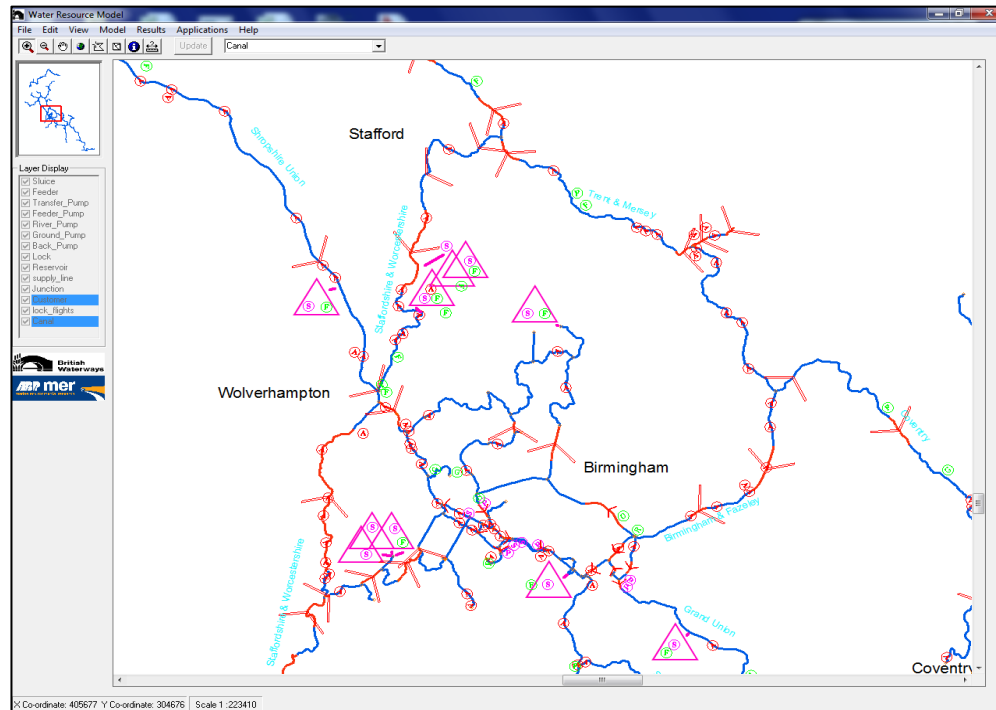 Water Resource Model
File Edit View Model Results Applications Help
Update
Canal
Layer Display
Sluice
Feeder
Transfer_Pump
Feeder_Pump
River_Pump
Ground_Pump
Back_Pump
Lock
Reservoir
supply_line
Junction
Customer
lock_flights
Canal
British
Waterways
ABP mer
Stafford
Shropshire Union
Trent & Mersey
Staffordshire & Worcestershire
Wolverhampton
Birmingham
Coventry
Birmingham & Fazeley
Staffordshire & Worcestershire
Grand Union
Coventry
X Co-ordinate: 405677 Y Co-ordinate: 304676 Scale 1 :223410